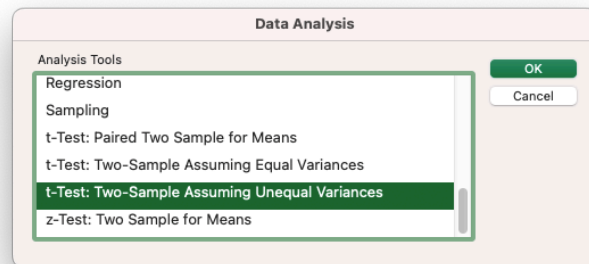 Data Analysis
Analysis Tools
OK
Regression
Cancel
Sampling
t-Test: Paired Two Sample for Means
t-Test: Two-Sample Assuming Equal Variances
t-Test: Two-Sample Assuming Unequal Variances
z-Test: Two Sample for Means